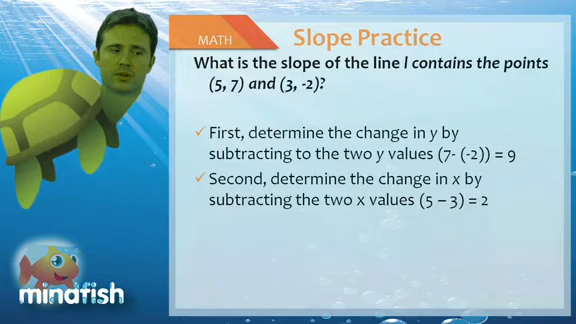 MATH
Slope Practice
What is the slope of the line l contains the points
(5, 7) and (3, -2)?
✓ First, determine the change in y by
subtracting to the two y values (7- (-2)) = 9
✓ Second, determine the change in x by
subtracting the two x values (5 – 3) = 2
minafish